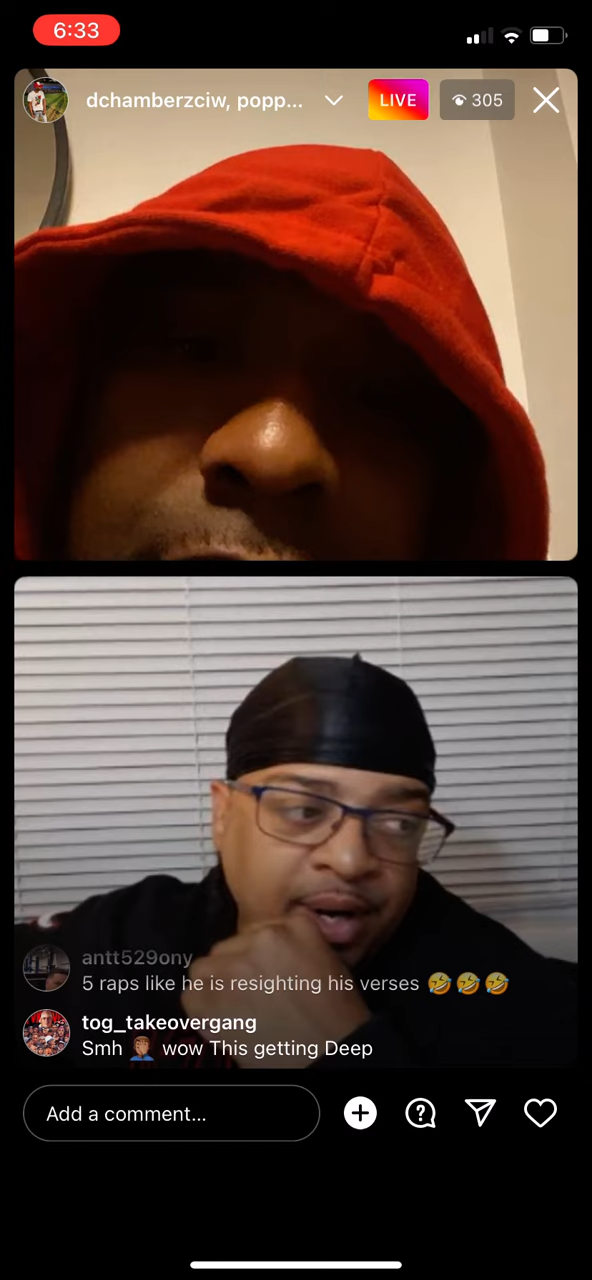 6:33
dchamberzciw, popp...
LIVE
305
antt529ony
5 raps like he is resighting his verses 🤣🤣🤣
tog_takeovergang
Smh 🤦🏽‍♂️ wow This getting Deep
Add a comment...